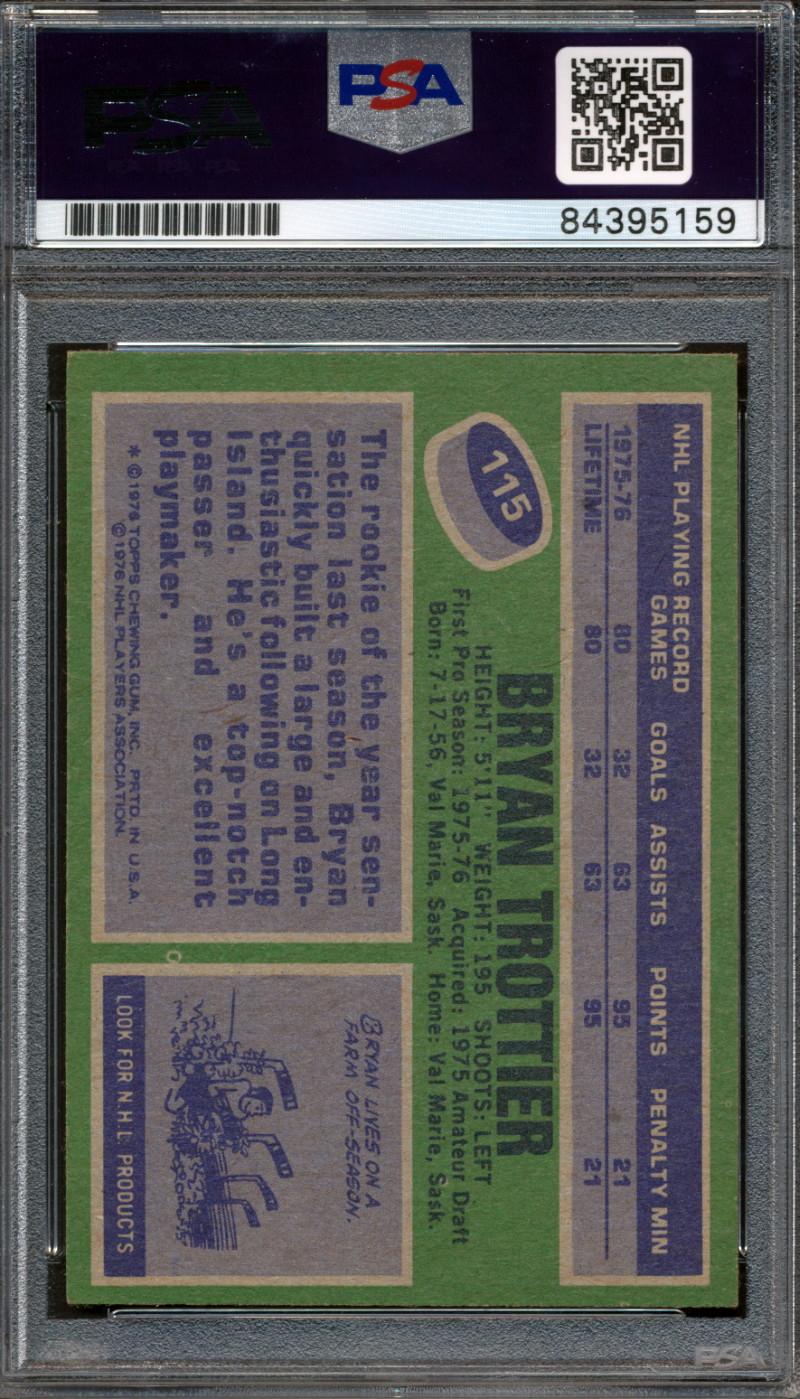 PSA
PSA
84395159
NHL PLAYING RECORD
GAMES GOALS ASSISTS POINTS PENALTY MIN
1975-76 80 32 63 95 21
LIFETIME 80 32 63 95 21
115
BRYAN TROTTIER
HEIGHT: 5'11" WEIGHT: 195 SHOOTS: LEFT
First Pro Season: 1975-76 Acquired: 1975 Amateur Draft
Born: 7-17-56, Val Marie, Sask. Home: Val Marie, Sask.
The rookie of the year sen-
sation last season, Bryan
quickly built a large and en-
thusiastic following on Long
Island. He's a top-notch
passer and excellent
playmaker.
* © 1976 TOPPS CHEWING GUM, INC. PRTD. IN U.S.A.
© 1976 NHL PLAYERS ASSOCIATION.
BRYAN LIVES ON A
FARM OFF-SEASON.
LOOK FOR N.H.L. PRODUCTS
PSA